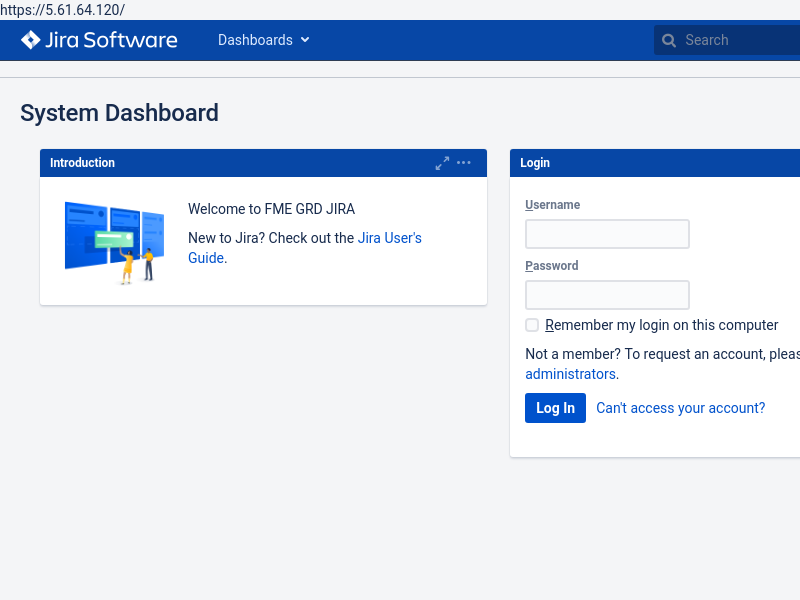 https://5.61.64.120/
Jira Software
Dashboards
Search
System Dashboard
Introduction
Welcome to FME GRD JIRA
New to Jira? Check out the Jira User's
Guide.
Login
Username
Password
Remember my login on this computer
Not a member? To request an account,
administrators.
Log In
Can't access your account?